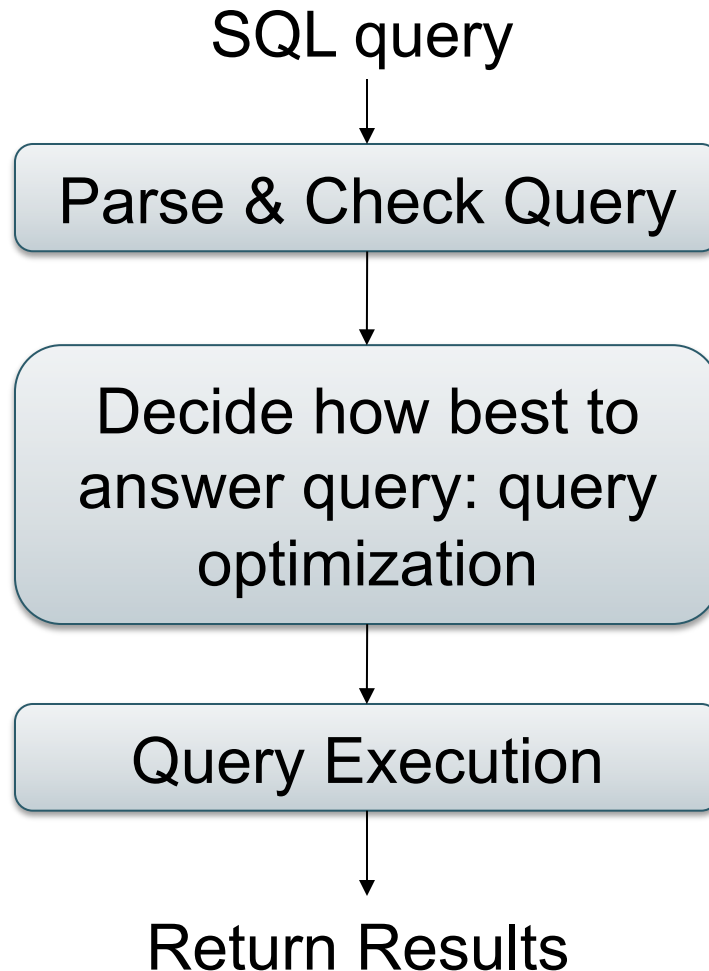 SQL query
Parse & Check Query
Decide how best to
answer query: query
optimization
Query Execution
Return Results